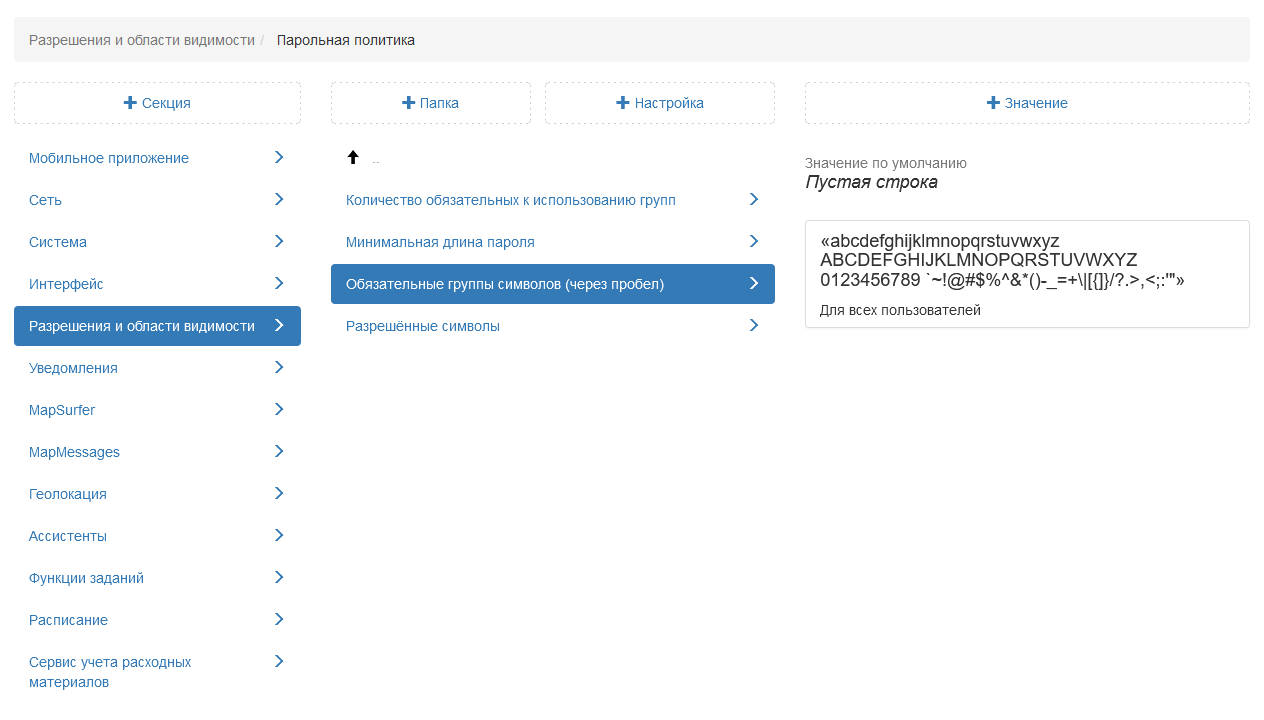 Разрешения и области видимости / Парольная политика
Секция
Папка
Настройка
Значение
Мобильное приложение
Сеть
Система
Интерфейс
Разрешения и области видимости
Уведомления
MapSurfer
MapMessages
Геолокация
Ассистенты
Функции заданий
Расписание
Сервис учета расходных
материалов
..
Количество обязательных к использованию групп
Минимальная длина пароля
Обязательные группы символов (через пробел)
Разрешённые символы
Значение по умолчанию
Пустая строка
«abcdefghijklmnopqrstuvwxyz
ABCDEFGHIJKLMNOPQRSTUVWXYZ
0123456789 `~!@#$%^&*()-_=+\|[{]}/?.>,<;:'"»
Для всех пользователей